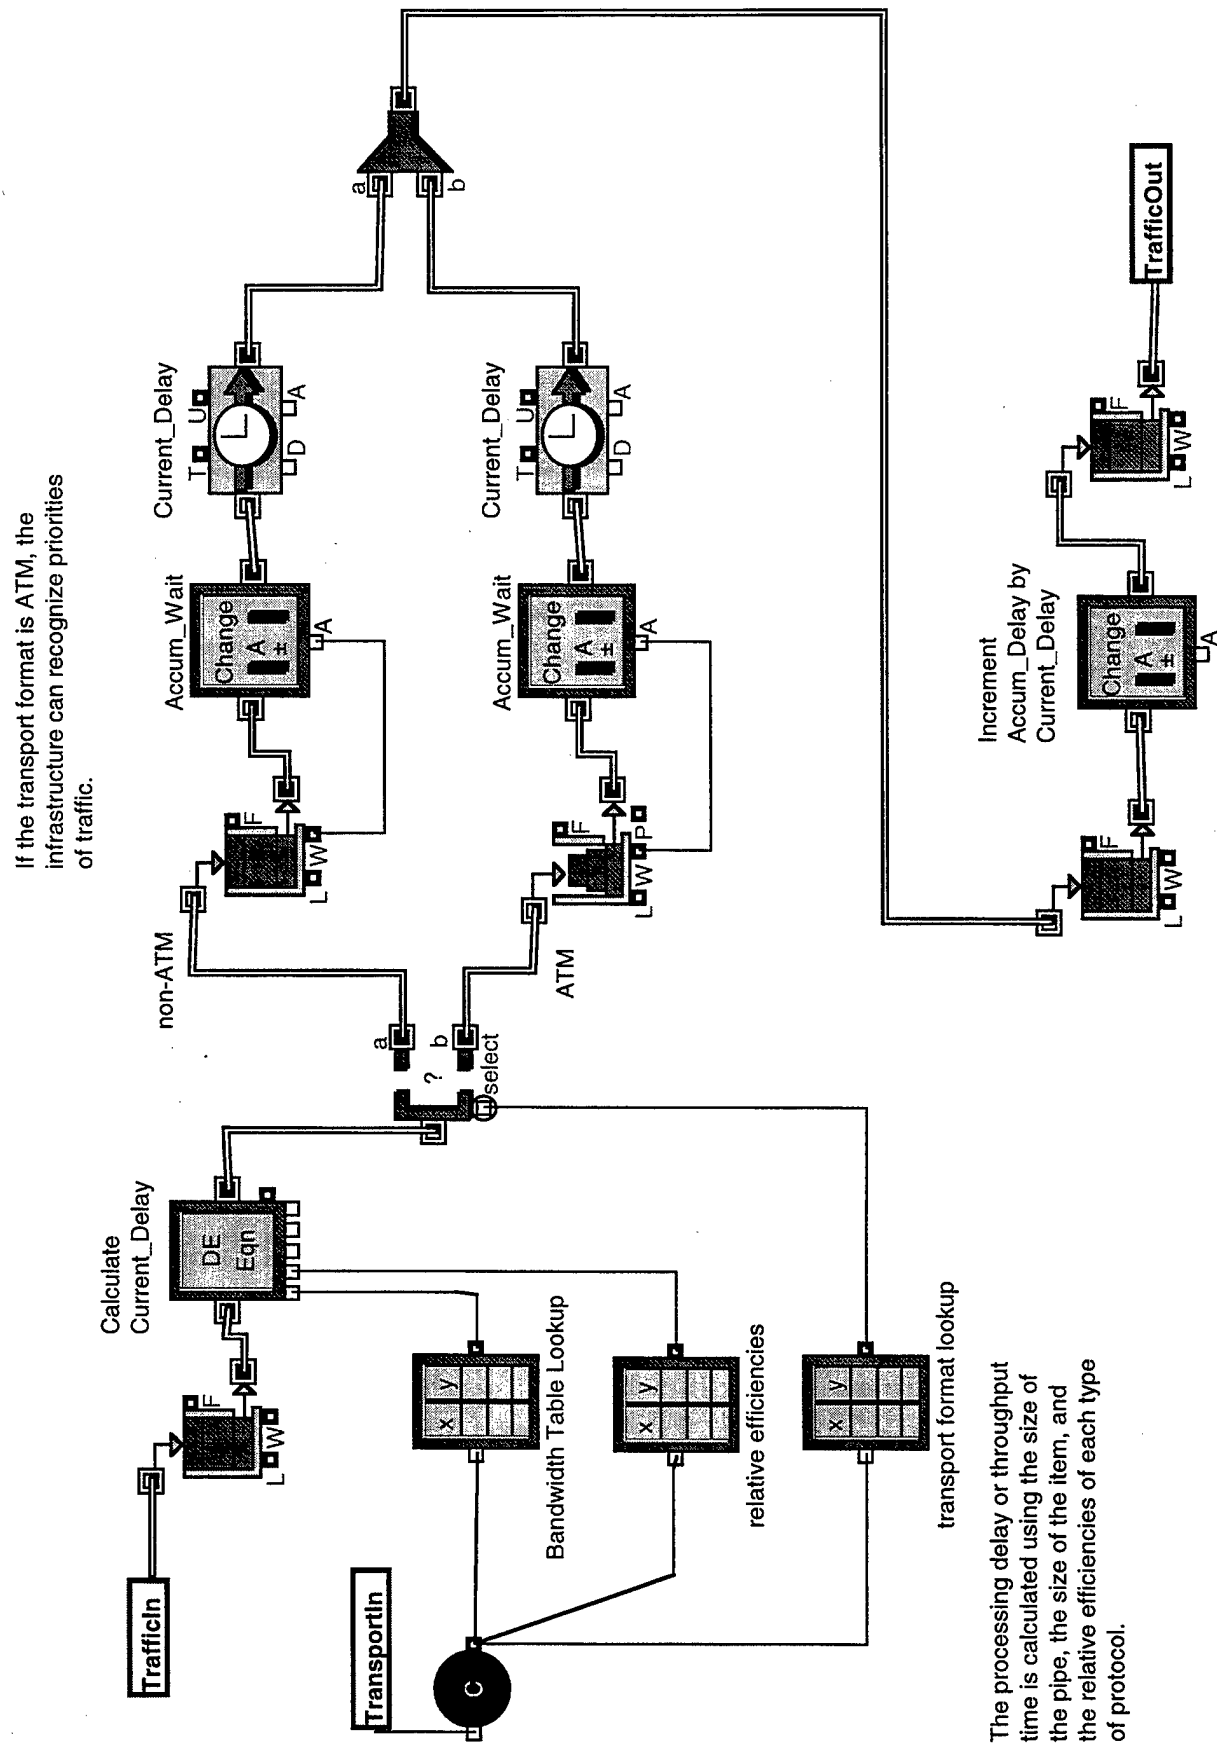 If the transport format is ATM, the
infrastructure can recognize priorities
of traffic.
TrafficIn
L W
F
Calculate
Current_Delay
DE
Eqn
TransportIn
C
x y
Bandwidth Table Lookup
x y
relative efficiencies
x y
transport format lookup
?
a
b
select
non-ATM
ATM
L W
F
Accum_Wait
Change
A
±
A
Current_Delay
T U
D A
L W P
F
Accum_Wait
Change
A
±
A
Current_Delay
T U
D A
a
b
L W
F
Increment
Accum_Delay by
Current_Delay
Change
A
±
A
L W
F
TrafficOut
The processing delay or throughput
time is calculated using the size of
the pipe, the size of the item, and
the relative efficiencies of each type
of protocol.